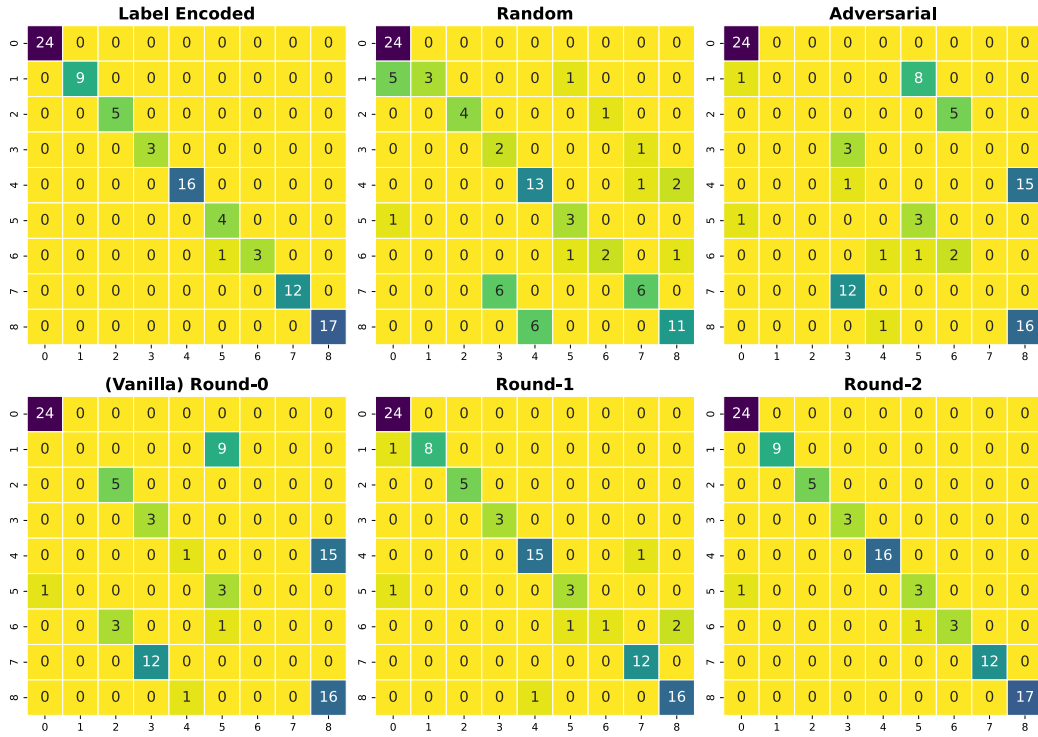 Label Encoded
0 24 0 0 0 0 0 0 0 0
1 0 9 0 0 0 0 0 0 0
2 0 0 5 0 0 0 0 0 0
3 0 0 0 3 0 0 0 0 0
4 0 0 0 0 16 0 0 0 0
5 0 0 0 0 0 4 0 0 0
6 0 0 0 0 0 1 3 0 0
7 0 0 0 0 0 0 0 12 0
8 0 0 0 0 0 0 0 0 17
0 1 2 3 4 5 6 7 8
Random
0 24 0 0 0 0 0 0 0 0
1 5 3 0 0 0 1 0 0 0
2 0 0 4 0 0 0 1 0 0
3 0 0 0 2 0 0 0 1 0
4 0 0 0 0 13 0 0 1 2
5 1 0 0 0 0 3 0 0 0
6 0 0 0 0 0 1 2 0 1
7 0 0 0 6 0 0 0 6 0
8 0 0 0 0 6 0 0 0 11
0 1 2 3 4 5 6 7 8
Adversarial
0 24 0 0 0 0 0 0 0 0
1 1 0 0 0 0 8 0 0 0
2 0 0 0 0 0 0 5 0 0
3 0 0 0 3 0 0 0 0 0
4 0 0 0 1 0 0 0 0 15
5 1 0 0 0 0 3 0 0 0
6 0 0 0 0 1 1 2 0 0
7 0 0 0 12 0 0 0 0 0
8 0 0 0 0 1 0 0 0 16
0 1 2 3 4 5 6 7 8
(Vanilla) Round-0
0 24 0 0 0 0 0 0 0 0
1 0 0 0 0 0 9 0 0 0
2 0 0 5 0 0 0 0 0 0
3 0 0 0 3 0 0 0 0 0
4 0 0 0 0 1 0 0 0 15
5 1 0 0 0 0 3 0 0 0
6 0 0 3 0 0 1 0 0 0
7 0 0 0 12 0 0 0 0 0
8 0 0 0 0 1 0 0 0 16
0 1 2 3 4 5 6 7 8
Round-1
0 24 0 0 0 0 0 0 0 0
1 1 8 0 0 0 0 0 0 0
2 0 0 5 0 0 0 0 0 0
3 0 0 0 3 0 0 0 0 0
4 0 0 0 0 15 0 0 1 0
5 1 0 0 0 0 3 0 0 0
6 0 0 0 0 0 1 1 0 2
7 0 0 0 0 0 0 0 12 0
8 0 0 0 0 1 0 0 0 16
0 1 2 3 4 5 6 7 8
Round-2
0 24 0 0 0 0 0 0 0 0
1 0 9 0 0 0 0 0 0 0
2 0 0 5 0 0 0 0 0 0
3 0 0 0 3 0 0 0 0 0
4 0 0 0 0 16 0 0 0 0
5 1 0 0 0 0 3 0 0 0
6 0 0 0 0 0 1 3 0 0
7 0 0 0 0 0 0 0 12 0
8 0 0 0 0 0 0 0 0 17
0 1 2 3 4 5 6 7 8